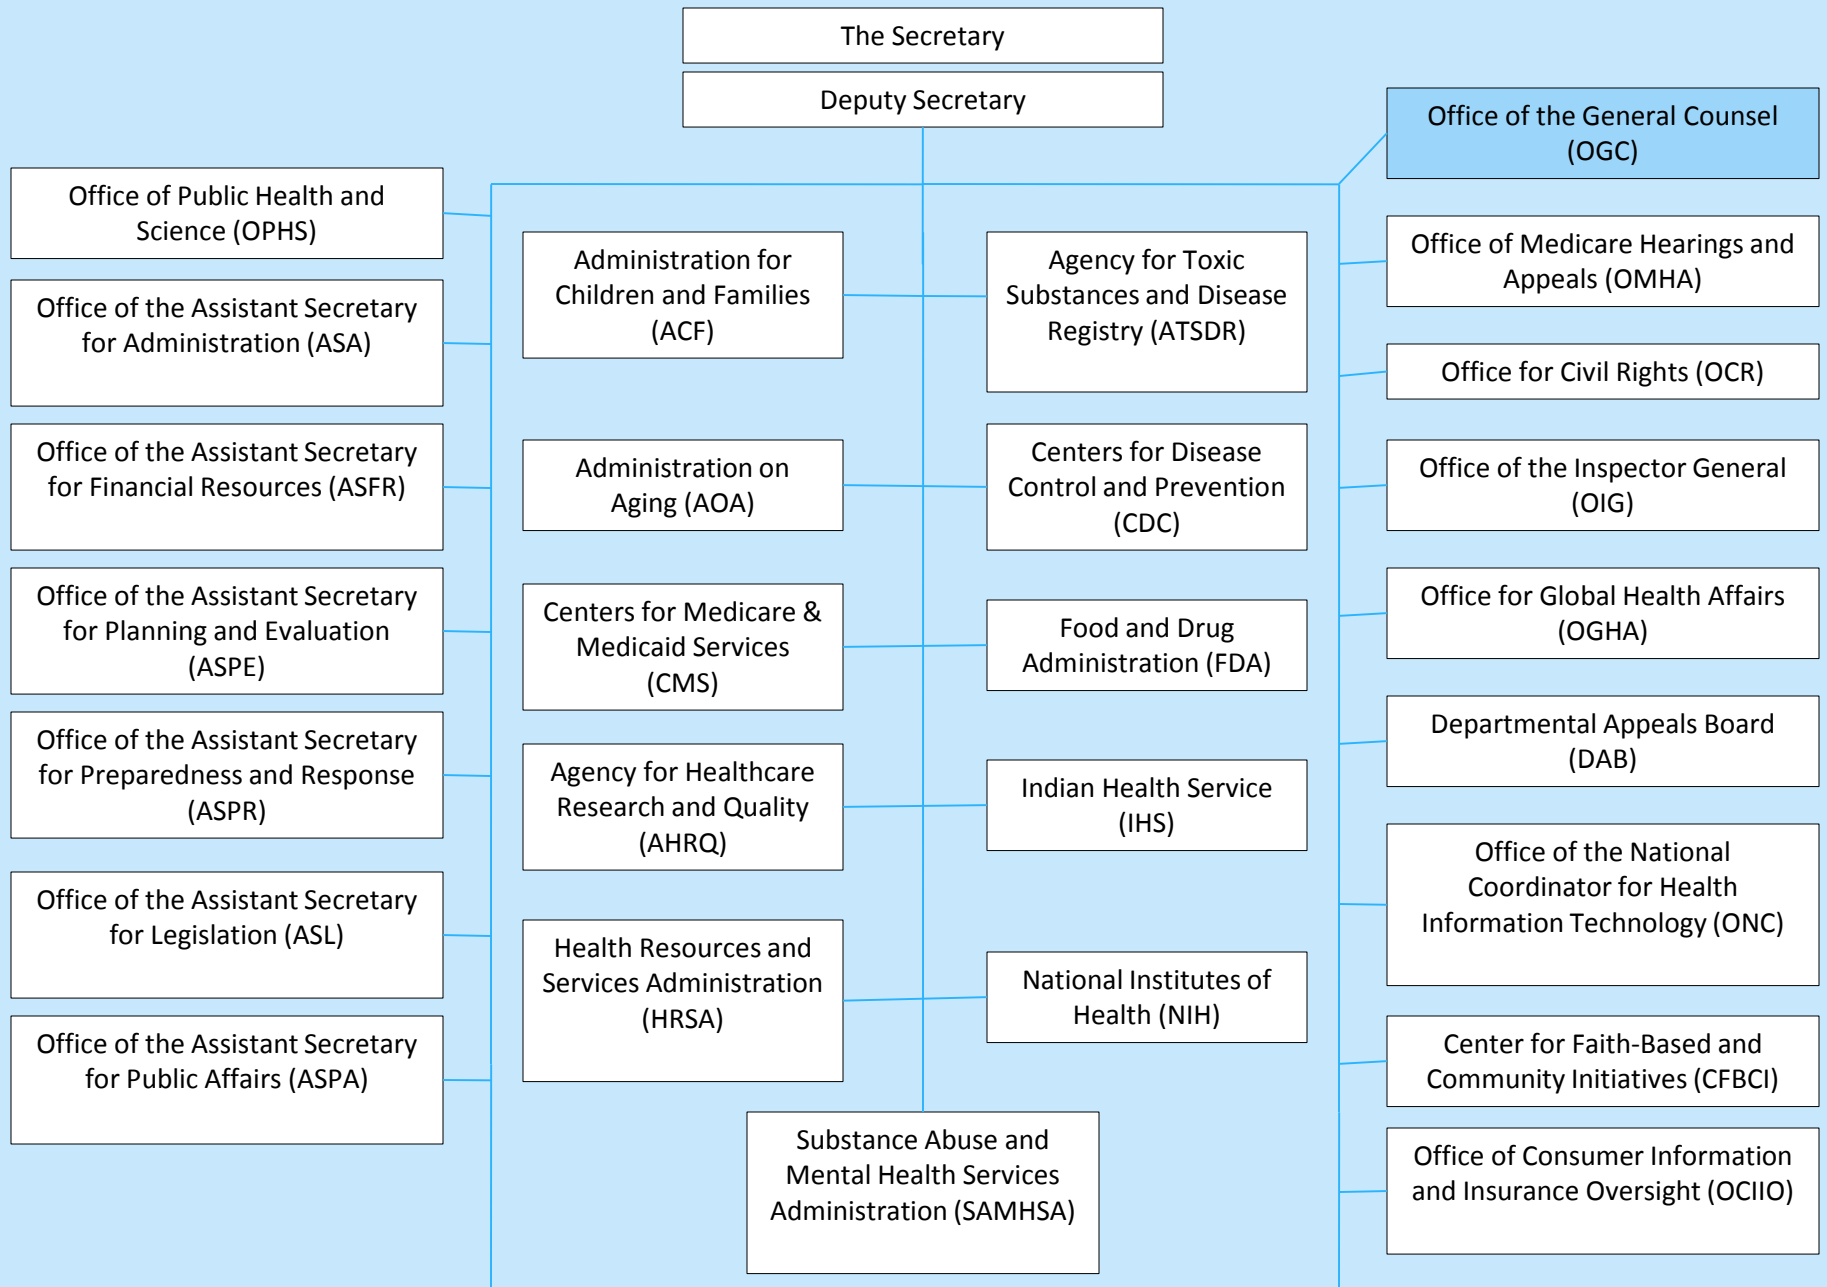 The Secretary
Deputy Secretary
Office of the General Counsel
(OGC)
Office of Public Health and
Science (OPHS)
Office of the Assistant Secretary
for Administration (ASA)
Office of the Assistant Secretary
for Financial Resources (ASFR)
Office of the Assistant Secretary
for Planning and Evaluation
(ASPE)
Office of the Assistant Secretary
for Preparedness and Response
(ASPR)
Office of the Assistant Secretary
for Legislation (ASL)
Office of the Assistant Secretary
for Public Affairs (ASPA)
Administration for
Children and Families
(ACF)
Administration on
Aging (AOA)
Centers for Medicare &
Medicaid Services
(CMS)
Agency for Healthcare
Research and Quality
(AHRQ)
Health Resources and
Services Administration
(HRSA)
Agency for Toxic
Substances and Disease
Registry (ATSDR)
Centers for Disease
Control and Prevention
(CDC)
Food and Drug
Administration (FDA)
Indian Health Service
(IHS)
National Institutes of
Health (NIH)
Substance Abuse and
Mental Health Services
Administration (SAMHSA)
Office of Medicare Hearings and
Appeals (OMHA)
Office for Civil Rights (OCR)
Office of the Inspector General
(OIG)
Office for Global Health Affairs
(OGHA)
Departmental Appeals Board
(DAB)
Office of the National
Coordinator for Health
Information Technology (ONC)
Center for Faith-Based and
Community Initiatives (CFBCI)
Office of Consumer Information
and Insurance Oversight (OCIIO)